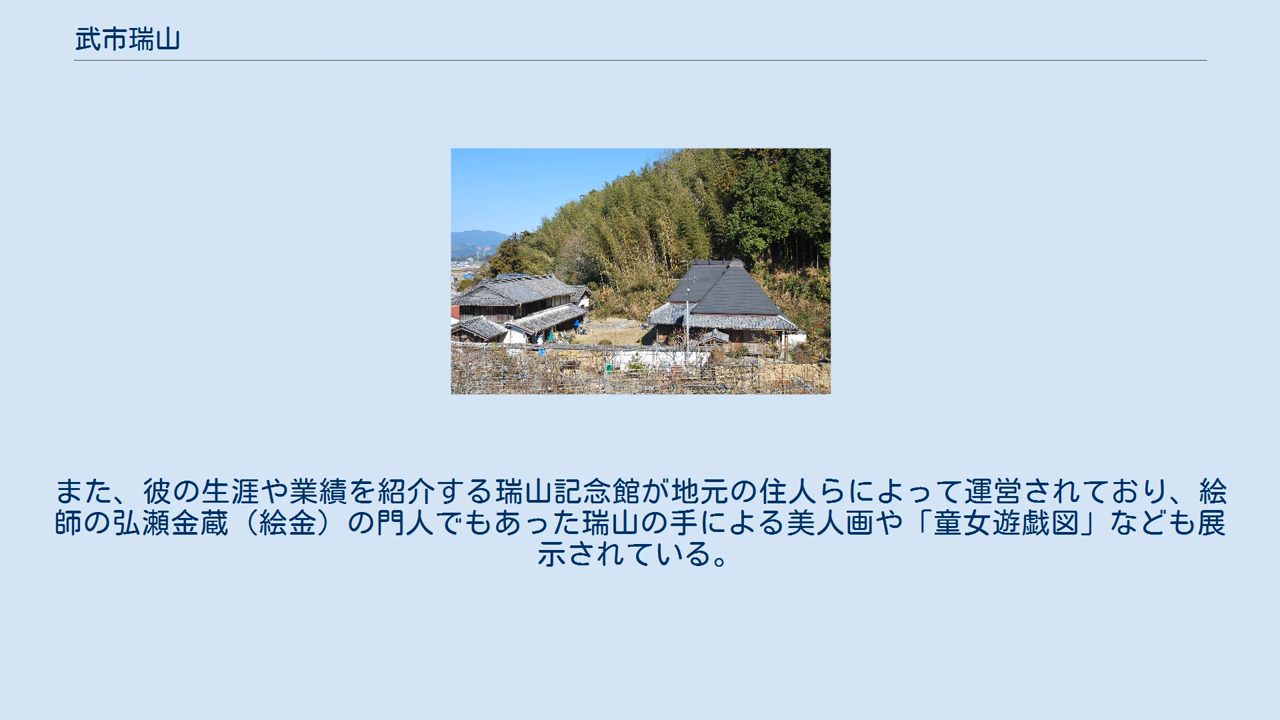 武市瑞山
また、彼の生涯や業績を紹介する瑞山記念館が地元の住人らによって運営されており、絵
師の弘瀬金蔵（絵金）の門人でもあった瑞山の手による美人画や「童女遊戯図」なども展
示されている。